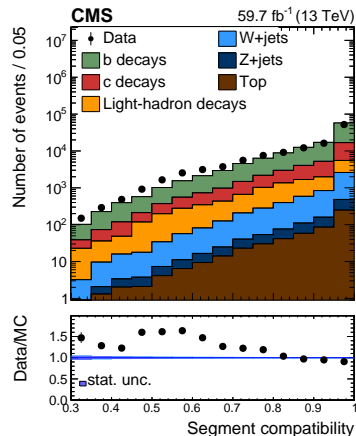 CMS 59.7 fb⁻¹ (13 TeV)
Number of events / 0.05
10⁷
10⁶
10⁵
10⁴
10³
10²
10
1
Data
b decays
c decays
Light-hadron decays
W+jets
Z+jets
Top
Data/MC
1.5
1.0
0.5
0.0
stat. unc.
0.3 0.4 0.5 0.6 0.7 0.8 0.9 1
Segment compatibility